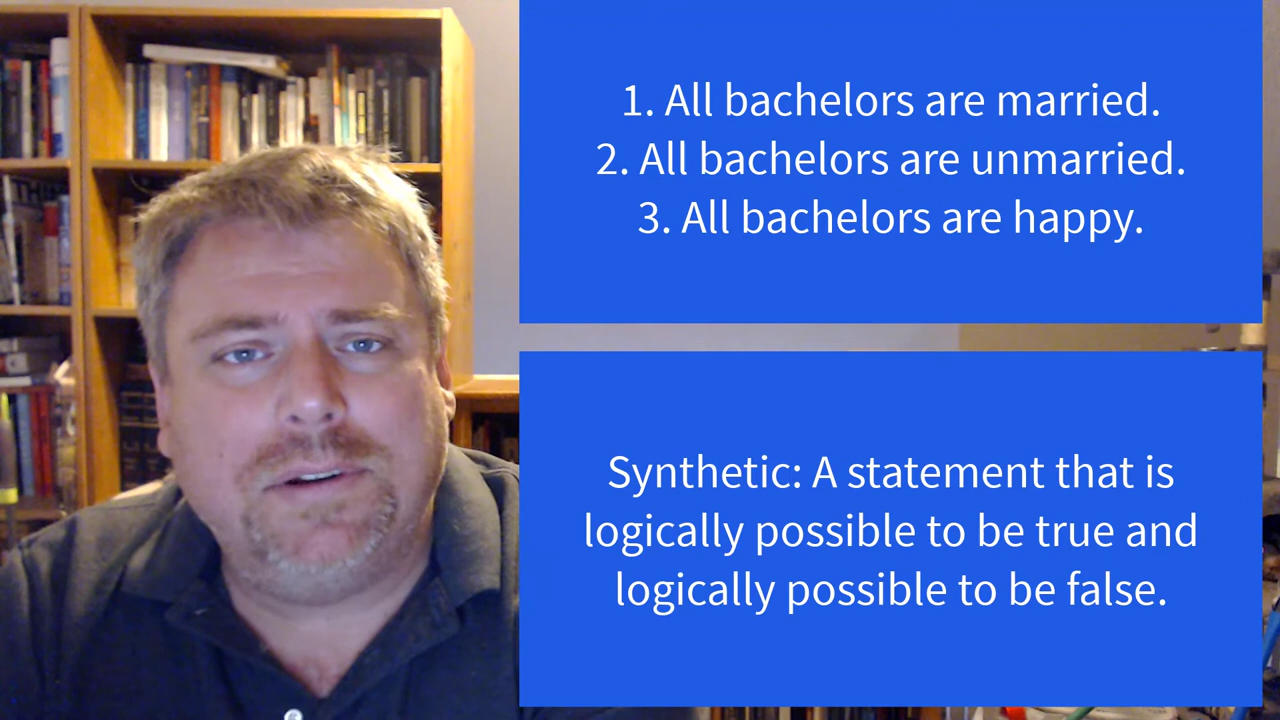 1. All bachelors are married.
2. All bachelors are unmarried.
3. All bachelors are happy.
Synthetic: A statement that is
logically possible to be true and
logically possible to be false.